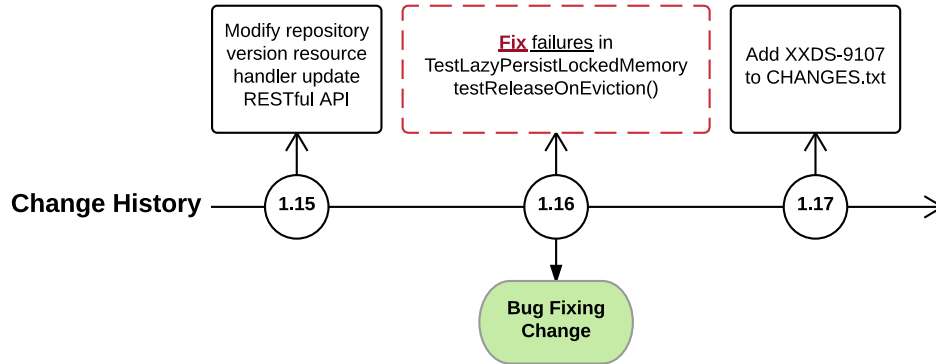 Modify repository
version resource
handler update
RESTful API
Fix failures in
TestLazyPersistLockedMemory
testReleaseOnEviction()
Add XXDS-9107
to CHANGES.txt
Change History
1.15
1.16
1.17
Bug Fixing
Change